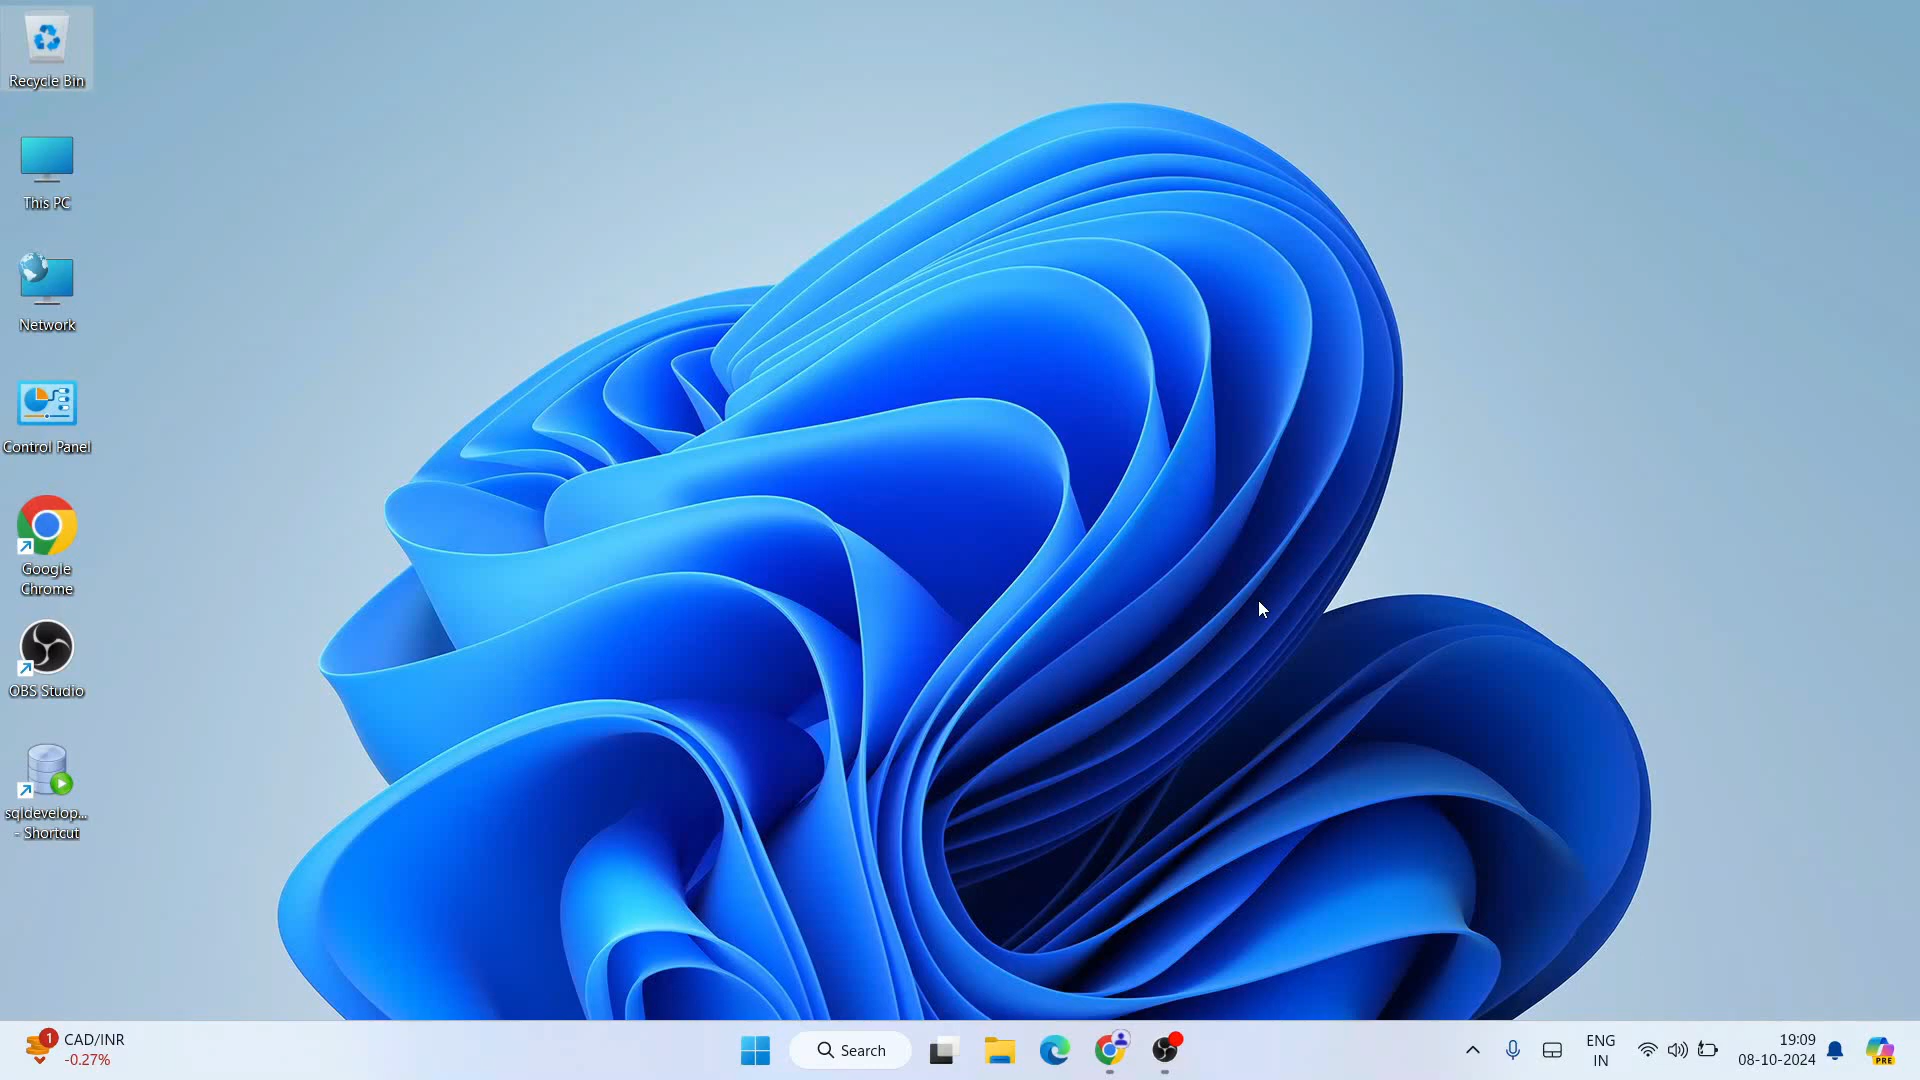 Recycle Bin
This PC
Network
Control Panel
Google
Chrome
OBS Studio
sqldevelop...
- Shortcut
1
CAD/INR
-0.27%
Search
ENG
IN
19:09
08-10-2024
PRE